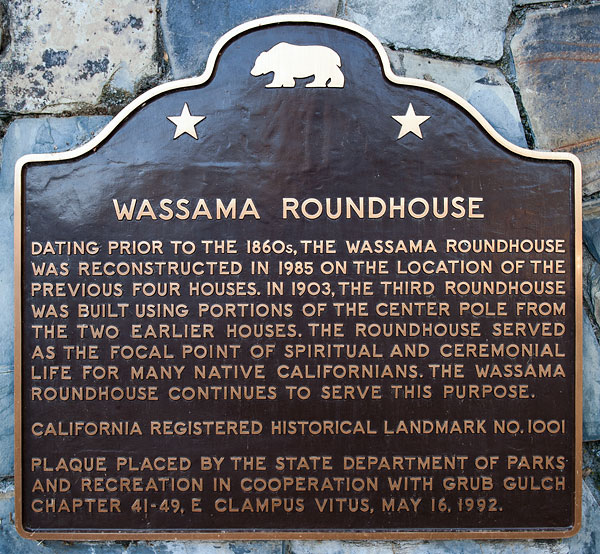 WASSAMA ROUNDHOUSE
DATING PRIOR TO THE 1860s, THE WASSAMA ROUNDHOUSE
WAS RECONSTRUCTED IN 1985 ON THE LOCATION OF THE
PREVIOUS FOUR HOUSES. IN 1903, THE THIRD ROUNDHOUSE
WAS BUILT USING PORTIONS OF THE CENTER POLE FROM
THE TWO EARLIER HOUSES. THE ROUNDHOUSE SERVED
AS THE FOCAL POINT OF SPIRITUAL AND CEREMONIAL
LIFE FOR MANY NATIVE CALIFORNIANS. THE WASSAMA
ROUNDHOUSE CONTINUES TO SERVE THIS PURPOSE.
CALIFORNIA REGISTERED HISTORICAL LANDMARK NO. 1001
PLAQUE PLACED BY THE STATE DEPARTMENT OF PARKS
AND RECREATION IN COOPERATION WITH GRUB GULCH
CHAPTER 41-49, E CLAMPUS VITUS, MAY 16, 1992.